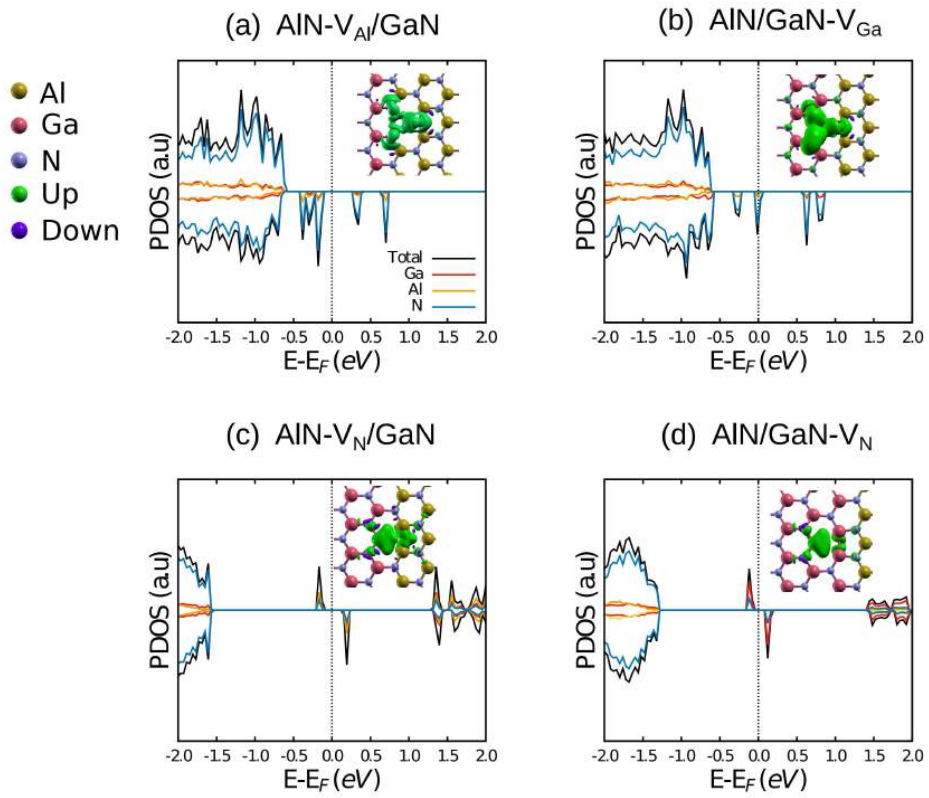 (a) AlN-V_Al/GaN
(b) AlN/GaN-V_Ga
Al
Ga
N
Up
Down
PDOS (a.u)
Total
Ga
Al
N
-2.0 -1.5 -1.0 -0.5 0.0 0.5 1.0 1.5 2.0
E-E_F (eV)
PDOS (a.u)
-2.0 -1.5 -1.0 -0.5 0.0 0.5 1.0 1.5 2.0
E-E_F (eV)
(c) AlN-V_N/GaN
(d) AlN/GaN-V_N
PDOS (a.u)
-2.0 -1.5 -1.0 -0.5 0.0 0.5 1.0 1.5 2.0
E-E_F (eV)
PDOS (a.u)
-2.0 -1.5 -1.0 -0.5 0.0 0.5 1.0 1.5 2.0
E-E_F (eV)